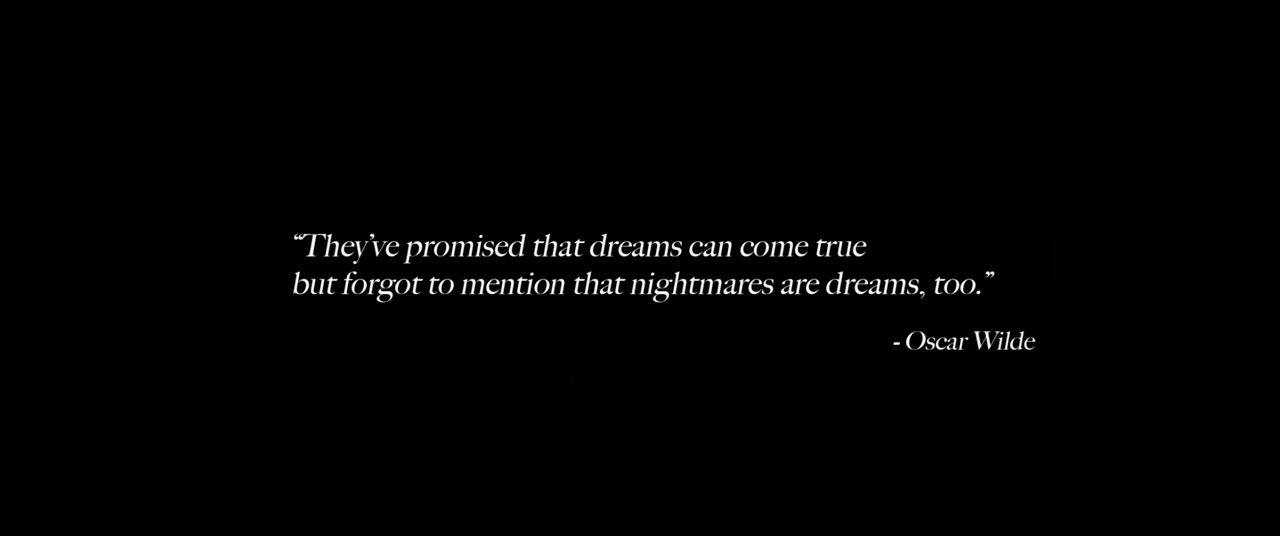 “They’ve promised that dreams can come true
but forgot to mention that nightmares are dreams, too.”
- Oscar Wilde